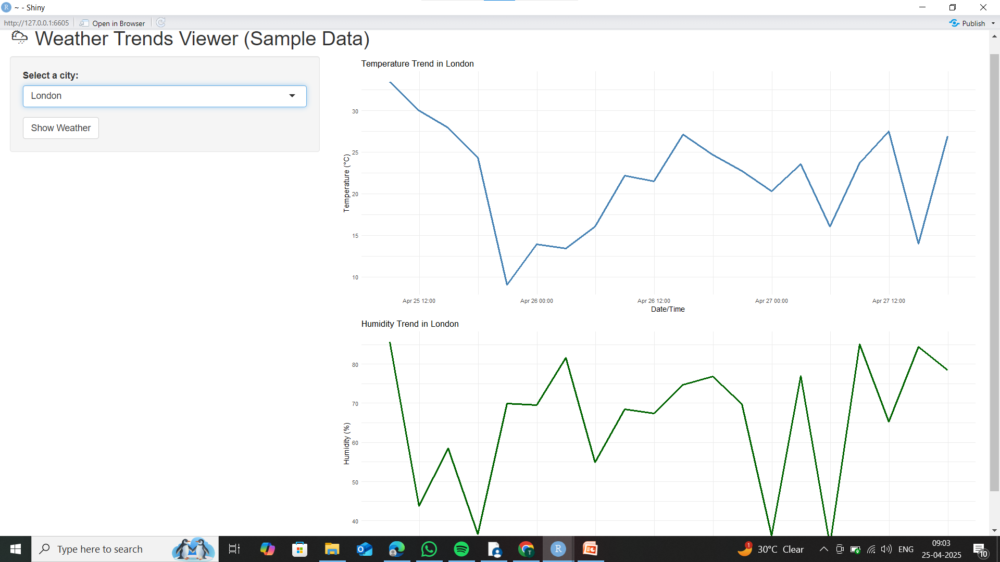 R ~ - Shiny
http://127.0.0.1:6605 Open in Browser Publish
Weather Trends Viewer (Sample Data)
Select a city:
London
Show Weather
Temperature Trend in London
Temperature (°C)
30
25
20
15
10
Apr 25 12:00 Apr 26 00:00 Apr 26 12:00 Apr 27 00:00 Apr 27 12:00
Date/Time
Humidity Trend in London
Humidity (%)
80
70
60
50
40
Type here to search
T
R
1
30°C Clear
ENG
09:03
25-04-2025
10